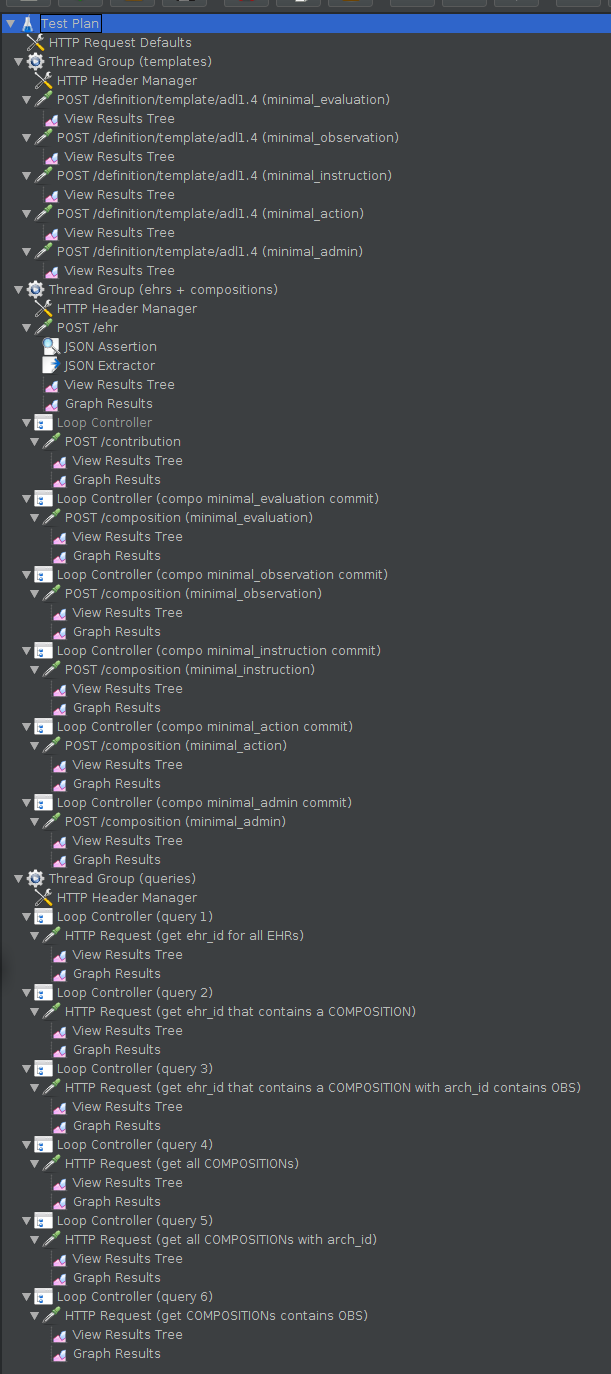 Test Plan
HTTP Request Defaults
Thread Group (templates)
HTTP Header Manager
POST /definition/template/adl1.4 (minimal_evaluation)
View Results Tree
POST /definition/template/adl1.4 (minimal_observation)
View Results Tree
POST /definition/template/adl1.4 (minimal_instruction)
View Results Tree
POST /definition/template/adl1.4 (minimal_action)
View Results Tree
POST /definition/template/adl1.4 (minimal_admin)
View Results Tree
Thread Group (ehrs + compositions)
HTTP Header Manager
POST /ehr
JSON Assertion
JSON Extractor
View Results Tree
Graph Results
Loop Controller
POST /contribution
View Results Tree
Graph Results
Loop Controller (compo minimal_evaluation commit)
POST /composition (minimal_evaluation)
View Results Tree
Graph Results
Loop Controller (compo minimal_observation commit)
POST /composition (minimal_observation)
View Results Tree
Graph Results
Loop Controller (compo minimal_instruction commit)
POST /composition (minimal_instruction)
View Results Tree
Graph Results
Loop Controller (compo minimal_action commit)
POST /composition (minimal_action)
View Results Tree
Graph Results
Loop Controller (compo minimal_admin commit)
POST /composition (minimal_admin)
View Results Tree
Graph Results
Thread Group (queries)
HTTP Header Manager
Loop Controller (query 1)
HTTP Request (get ehr_id for all EHRs)
View Results Tree
Graph Results
Loop Controller (query 2)
HTTP Request (get ehr_id that contains a COMPOSITION)
View Results Tree
Graph Results
Loop Controller (query 3)
HTTP Request (get ehr_id that contains a COMPOSITION with arch_id contains OBS)
View Results Tree
Graph Results
Loop Controller (query 4)
HTTP Request (get all COMPOSITIONs)
View Results Tree
Graph Results
Loop Controller (query 5)
HTTP Request (get all COMPOSITIONs with arch_id)
View Results Tree
Graph Results
Loop Controller (query 6)
HTTP Request (get COMPOSITIONs contains OBS)
View Results Tree
Graph Results